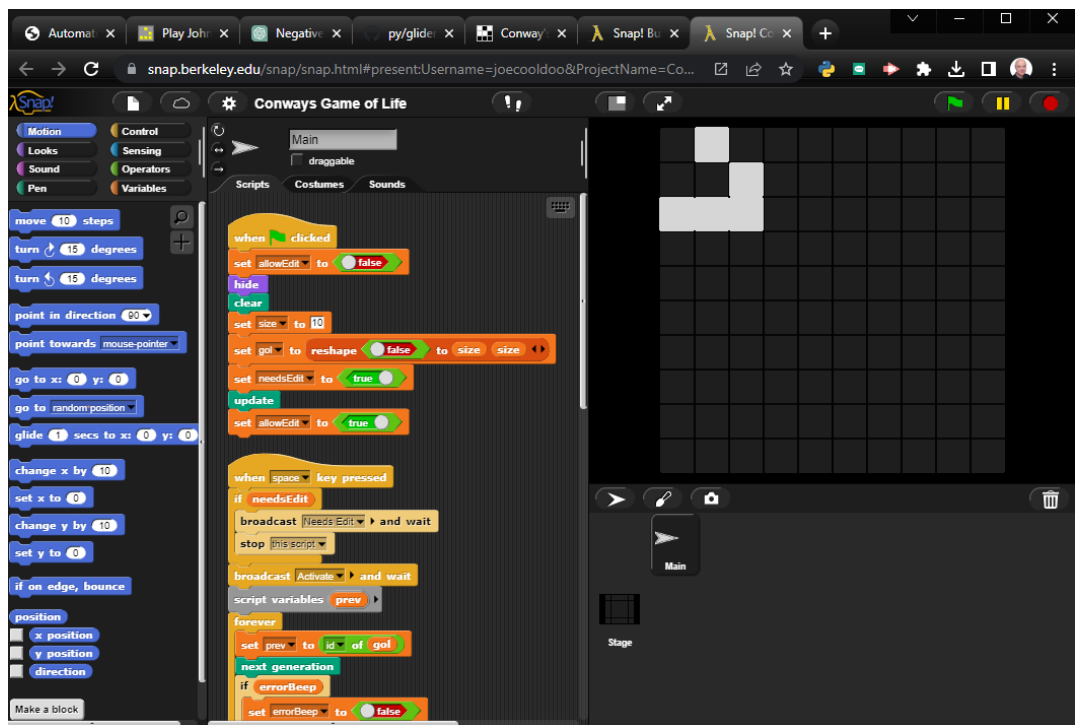 Automat
Play Johr
Negative
py/glider
Conway'
Snap! Bu
Snap! Co
snap.berkeley.edu/snap/snap.html#present:Username=joecooldoo&ProjectName=Co...
Snap!
Conways Game of Life
Motion
Control
Looks
Sensing
Sound
Operators
Pen
Variables
move 10 steps
turn 15 degrees
turn 15 degrees
point in direction 90
point towards mouse-pointer
go to x: 0 y: 0
go to random position
glide 1 secs to x: 0 y: 0
change x by 10
set x to 0
change y by 10
set y to 0
if on edge, bounce
position
x position
y position
direction
Make a block
Main
draggable
Scripts Costumes Sounds
when clicked
set allowEdit to false
hide
clear
set size to 10
set gol to reshape false to size size
set needsEdit to true
update
set allowEdit to true
when space key pressed
if needsEdit
broadcast Needs Edit and wait
stop this script
broadcast Activate and wait
script variables prev
forever
set prev to id of gol
next generation
if errorBeep
set errorBeep to false
Main
Stage